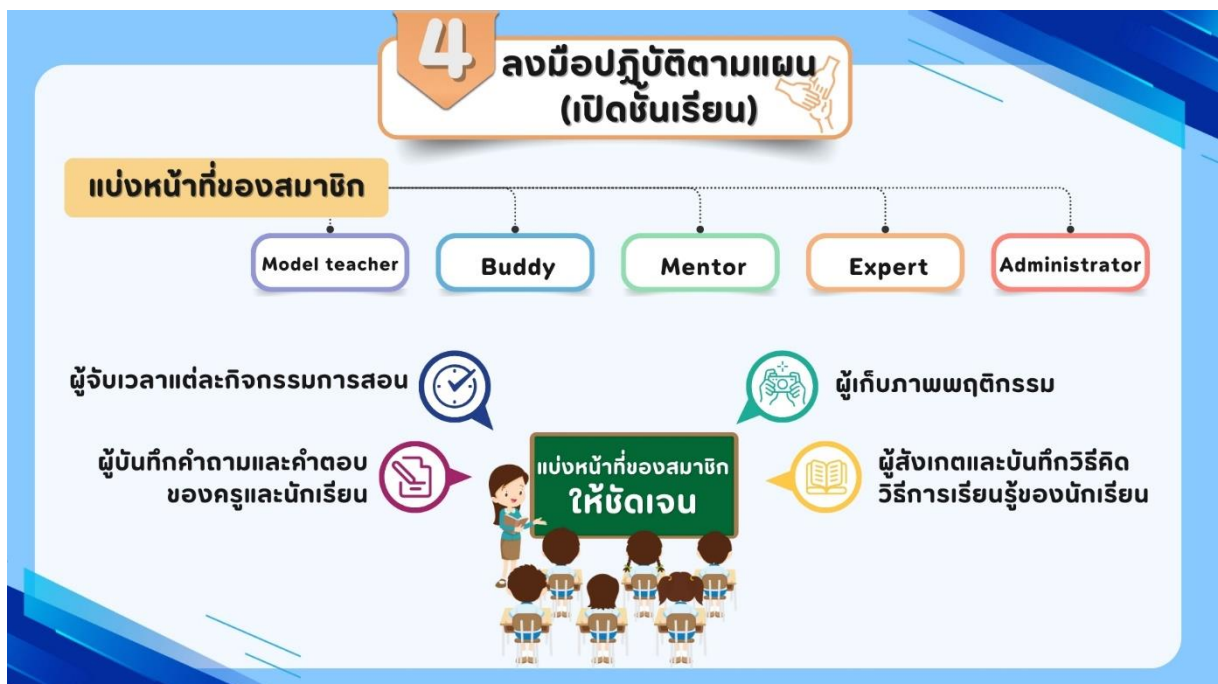 4
ลงมือปฏิบัติตามแผน
(เปิดชั้นเรียน)
แบ่งหน้าที่ของสมาชิก
Model teacher
Buddy
Mentor
Expert
Administrator
ผู้จับเวลาแต่ละกิจกรรมการสอน
ผู้เก็บภาพพฤติกรรม
ผู้บันทึกคำถามและคำตอบ
ของครูและนักเรียน
แบ่งหน้าที่ของสมาชิก
ให้ชัดเจน
ผู้สังเกตและบันทึกวิธีคิด
วิธีการเรียนรู้ของนักเรียน